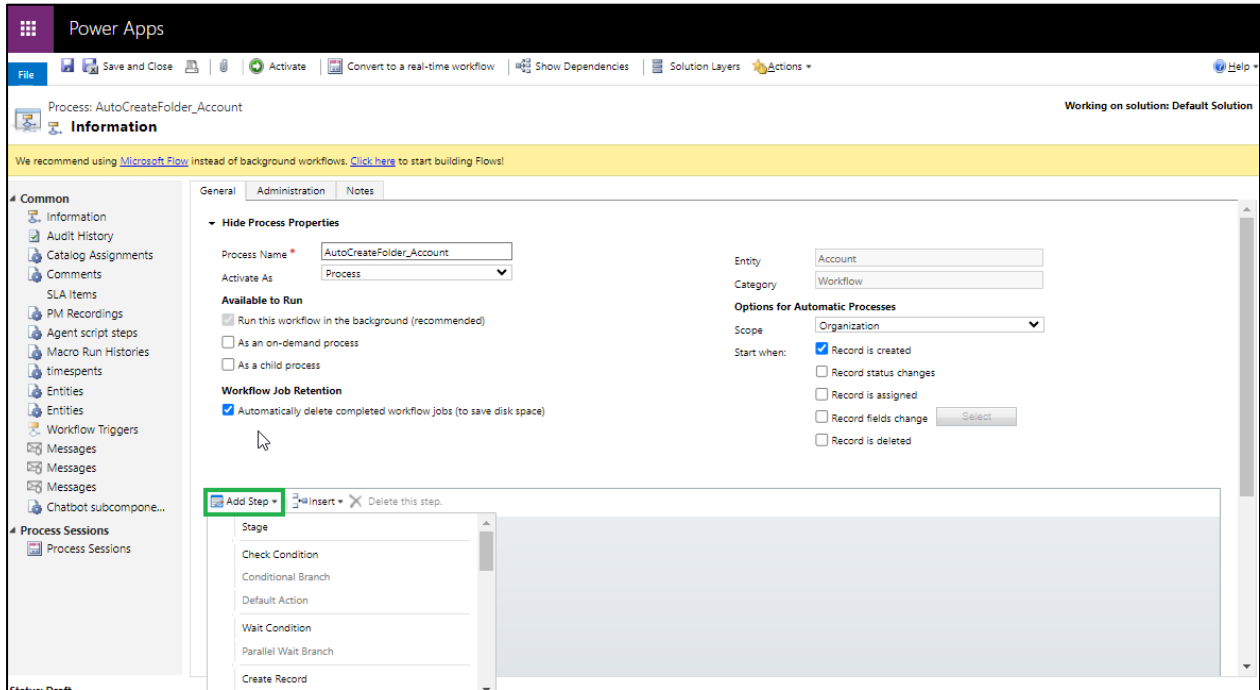 Power Apps
File
Save and Close
Activate
Convert to a real-time workflow
Show Dependencies
Solution Layers
Actions
Help
Process: AutoCreateFolder_Account
Information
Working on solution: Default Solution
We recommend using Microsoft Flow instead of background workflows. Click here to start building Flows!
Common
Information
Audit History
Catalog Assignments
Comments
SLA Items
PM Recordings
Agent script steps
Macro Run Histories
timespents
Entities
Entities
Workflow Triggers
Messages
Messages
Messages
Chatbot subcompone...
Process Sessions
Process Sessions
General
Administration
Notes
Hide Process Properties
Process Name *
AutoCreateFolder_Account
Activate As
Process
Available to Run
Run this workflow in the background (recommended)
As an on-demand process
As a child process
Workflow Job Retention
Automatically delete completed workflow jobs (to save disk space)
Entity
Account
Category
Workflow
Options for Automatic Processes
Scope
Organization
Start when:
Record is created
Record status changes
Record is assigned
Record fields change
Select
Record is deleted
Add Step
Insert
Delete this step.
Stage
Check Condition
Conditional Branch
Default Action
Wait Condition
Parallel Wait Branch
Create Record
Status: Draft